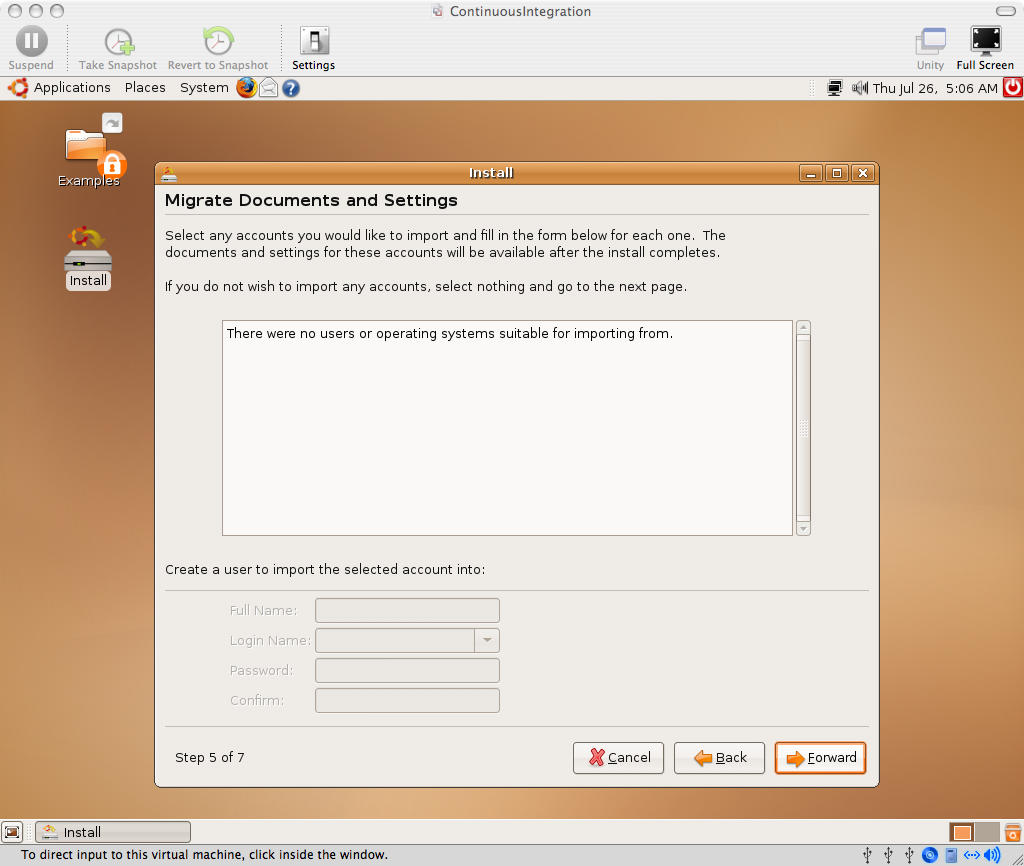 ContinuousIntegration
Suspend Take Snapshot Revert to Snapshot Settings Unity Full Screen
Applications Places System Thu Jul 26, 5:06 AM
Examples
Install
Install
Migrate Documents and Settings
Select any accounts you would like to import and fill in the form below for each one. The
documents and settings for these accounts will be available after the install completes.
If you do not wish to import any accounts, select nothing and go to the next page.
There were no users or operating systems suitable for importing from.
Create a user to import the selected account into:
Full Name:
Login Name:
Password:
Confirm:
Step 5 of 7 Cancel Back Forward
Install
To direct input to this virtual machine, click inside the window.